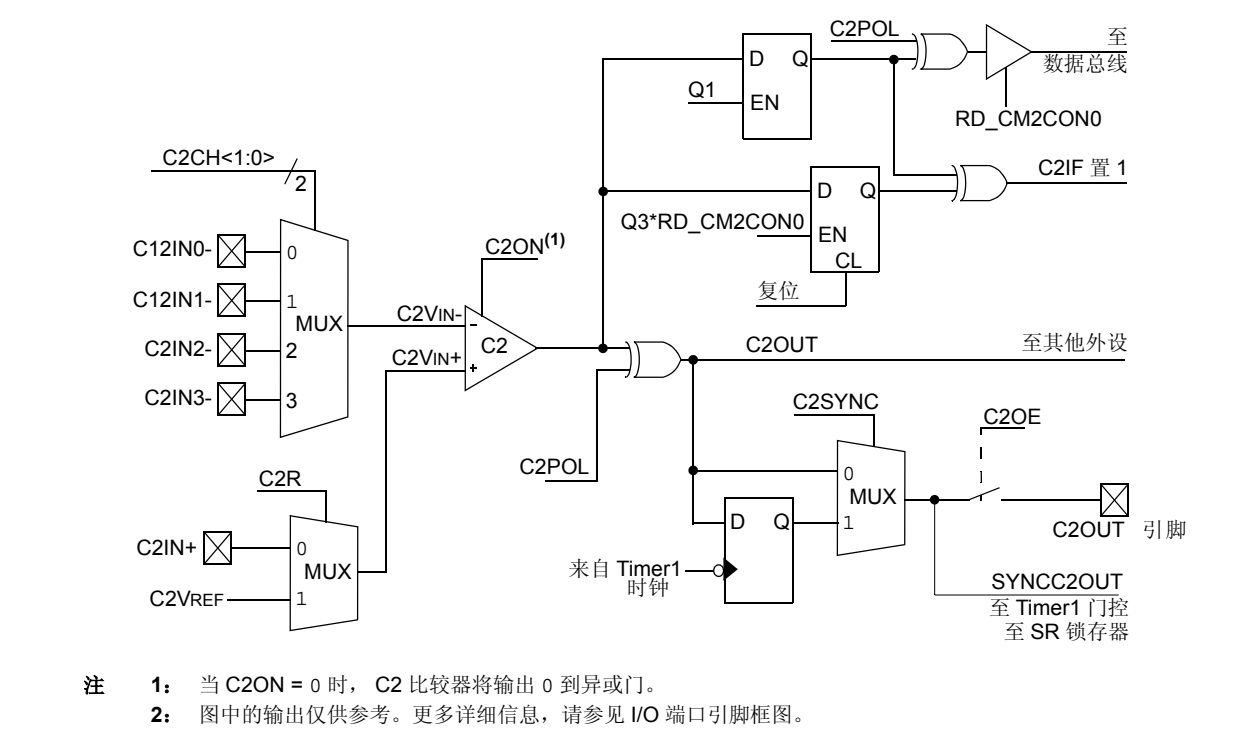 C2POL
至
数据总线
D Q
Q1
EN
RD_CM2CON0
C2CH<1:0>
2
C2IF 置 1
D Q
Q3*RD_CM2CON0
EN
CL
复位
C12IN0-
0
C12IN1-
1
MUX
C2IN2-
2
C2IN3-
3
C2ON(1)
C2VIN-
-
C2
C2VIN+
+
C2OUT
至其他外设
C2POL
C2SYNC
C2OE
0
MUX
1
D Q
来自 Timer1
时钟
C2OUT 引脚
C2R
C2IN+
0
MUX
C2VREF
1
SYNCC2OUT
至 Timer1 门控
至 SR 锁存器
注 1： 当 C2ON = 0 时， C2 比较器将输出 0 到异或门。
2： 图中的输出仅供参考。更多详细信息，请参见 I/O 端口引脚框图。